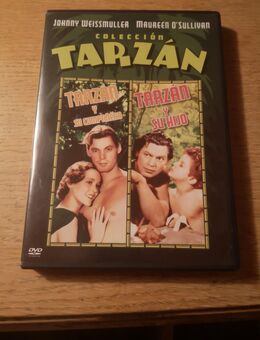 JOHNNY WEISSMULLER MAUREEN O'SULLIVAN
COLECCIÓN
TARZÁN
TARZÁN
Y
SU COMPAÑERA
TARZÁN
Y
SU HIJO
DVD